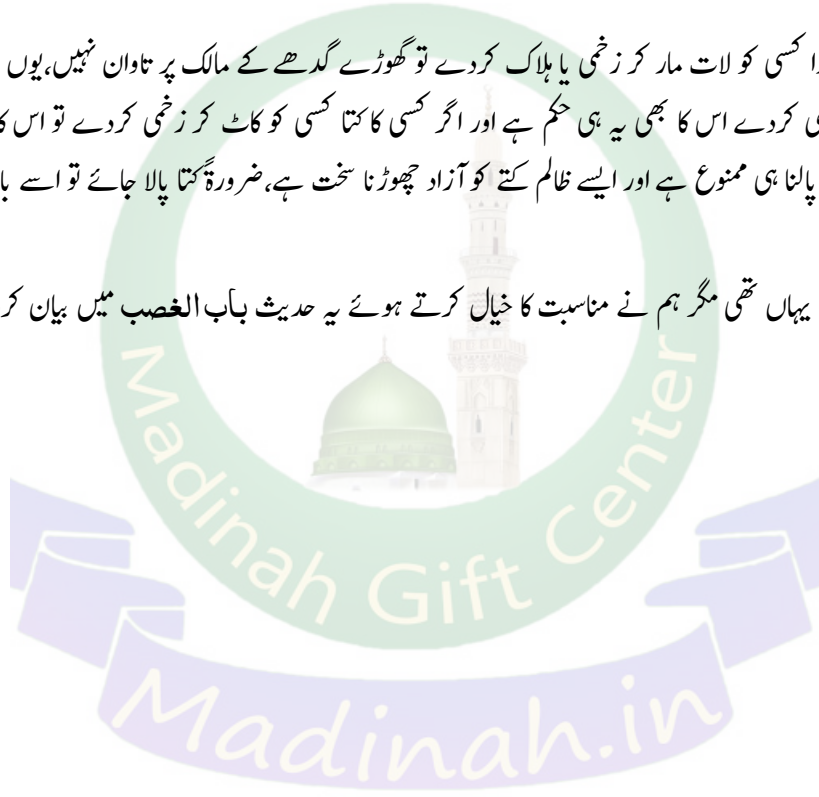 کسی کو لات مار کر زخمی یا ہلاک کردے تو گھوڑے گدھے کے مالک پر تاوان نہیں،یوں
کردے اس کا بھی یہ ہی حکم ہے اور اگر کسی کا کتا کسی کو کاٹ کر زخمی کردے تو اس
پالنا ہی ممنوع ہے اور ایسے ظالم کتے کو آزاد چھوڑنا سخت ہے،ضرورۃً کتا پالا جائے تو اسے
یہاں تھی مگر ہم نے مناسبت کا خیال کرتے ہوئے یہ حدیث باب الغصب میں بیان کر
Madinah Gift Center
Madinah.in